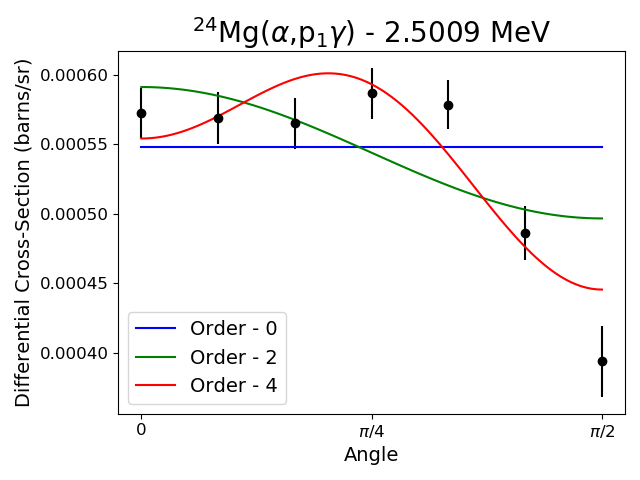 ²⁴Mg(α,p₁γ) - 2.5009 MeV
Differential Cross-Section (barns/sr)
0.00060
0.00055
0.00050
0.00045
0.00040
Order - 0
Order - 2
Order - 4
0
π/4
π/2
Angle